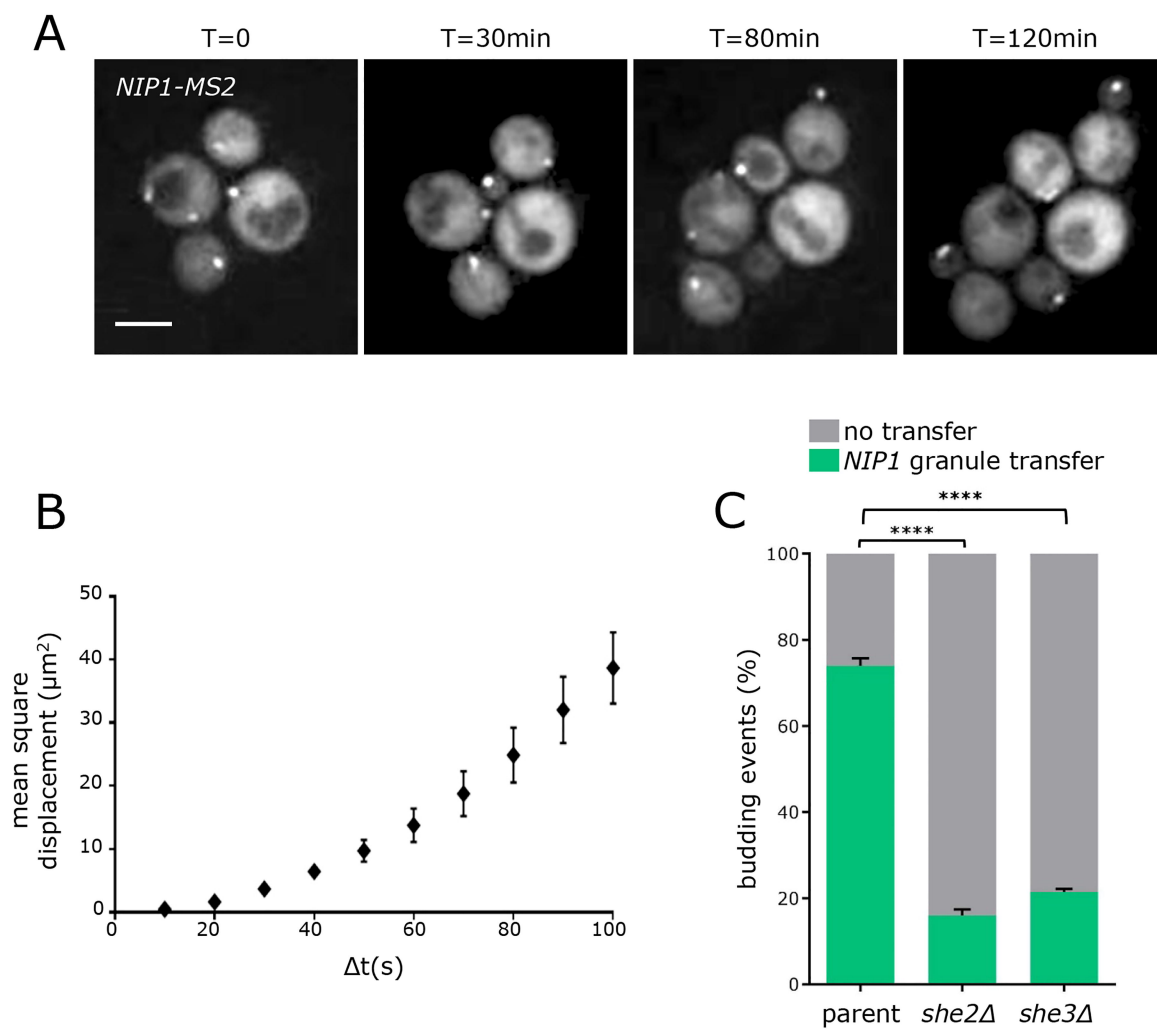 A
T=0
T=30min
T=80min
T=120min
NIP1-MS2
B
mean square
displacement (µm²)
50
40
30
20
10
0
0 20 40 60 80 100
Δt(s)
no transfer
NIP1 granule transfer
C
****
****
budding events (%)
100
80
60
40
20
0
parent she2Δ she3Δ